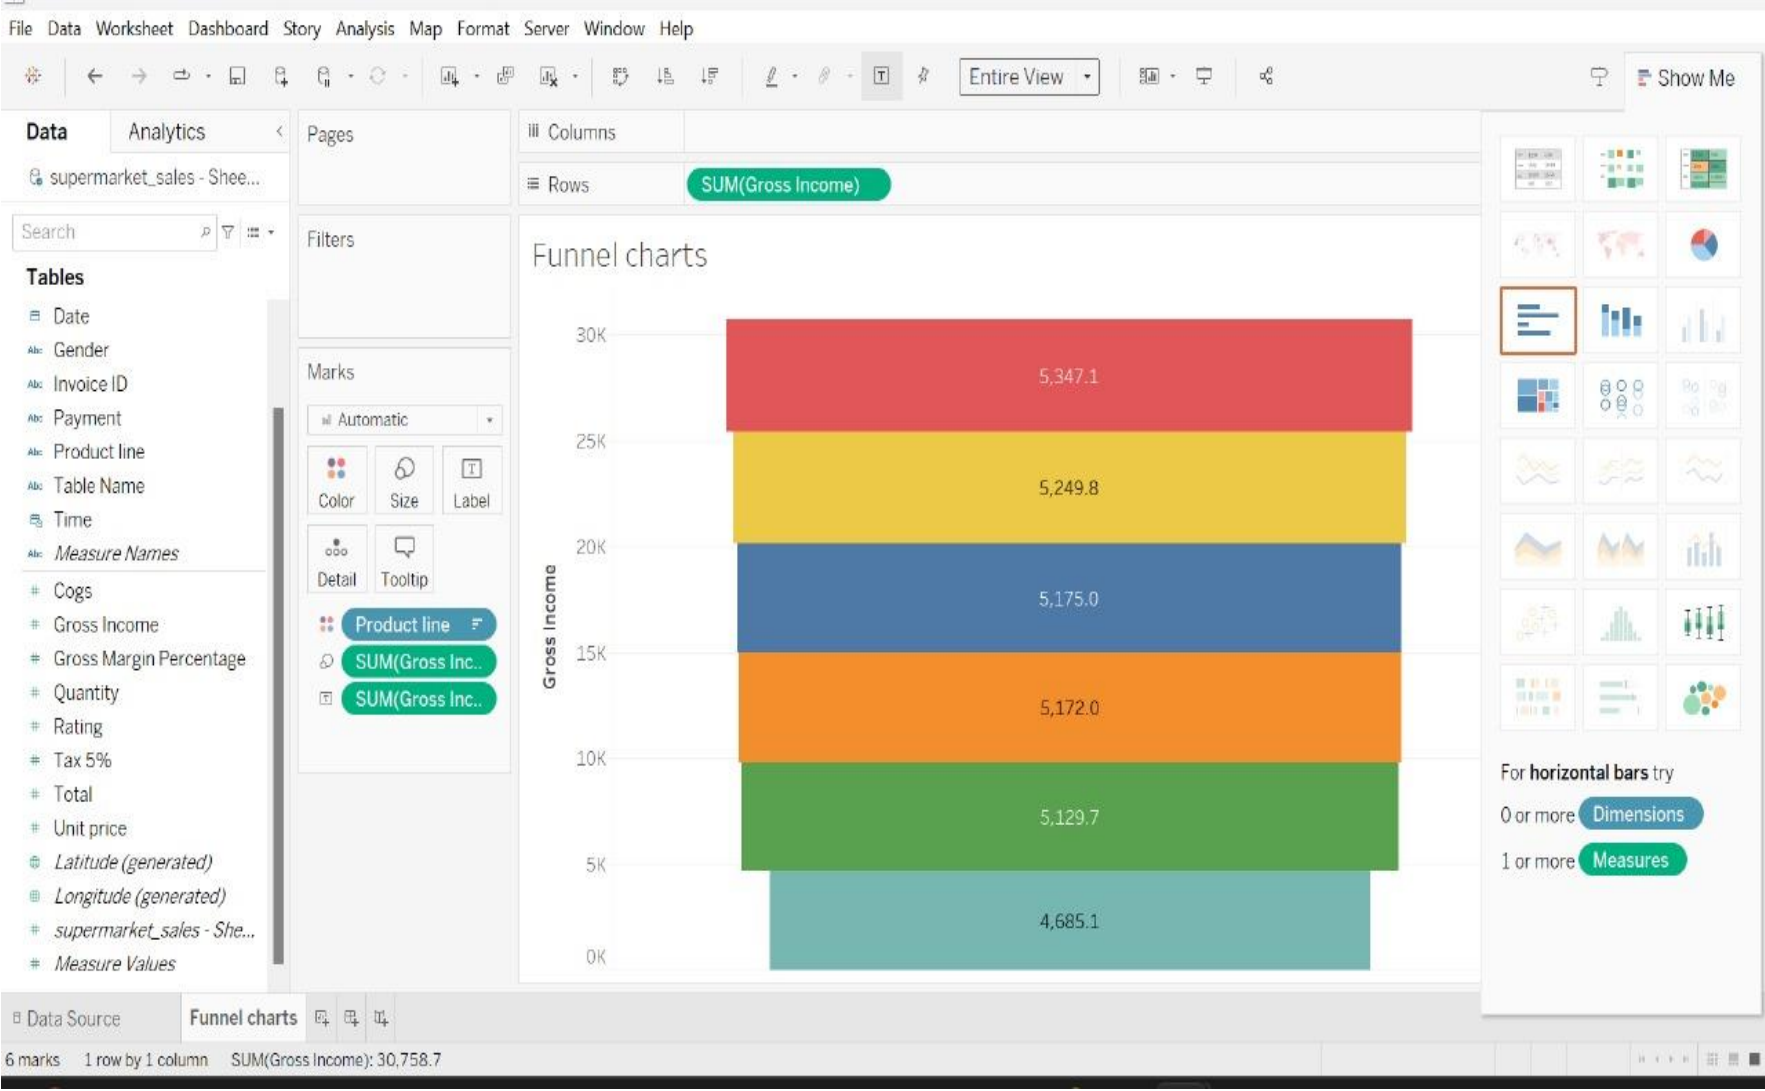 File Data Worksheet Dashboard Story Analysis Map Format Server Window Help
Entire View
Show Me
Data Analytics
supermarket_sales - Shee...
Search
Tables
Date
Abc Gender
Abc Invoice ID
Abc Payment
Abc Product line
Abc Table Name
Time
Abc Measure Names
# Cogs
# Gross Income
# Gross Margin Percentage
# Quantity
# Rating
# Tax 5%
# Total
# Unit price
Latitude (generated)
Longitude (generated)
# supermarket_sales - She...
# Measure Values
Pages
Filters
Marks
Automatic
Color Size Label
Detail Tooltip
Product line
SUM(Gross Inc..
SUM(Gross Inc..
Columns
Rows SUM(Gross Income)
Funnel charts
Gross Income
30K
25K
20K
15K
10K
5K
0K
5,347.1
5,249.8
5,175.0
5,172.0
5,129.7
4,685.1
For horizontal bars try
0 or more Dimensions
1 or more Measures
Data Source Funnel charts
6 marks 1 row by 1 column SUM(Gross Income): 30,758.7